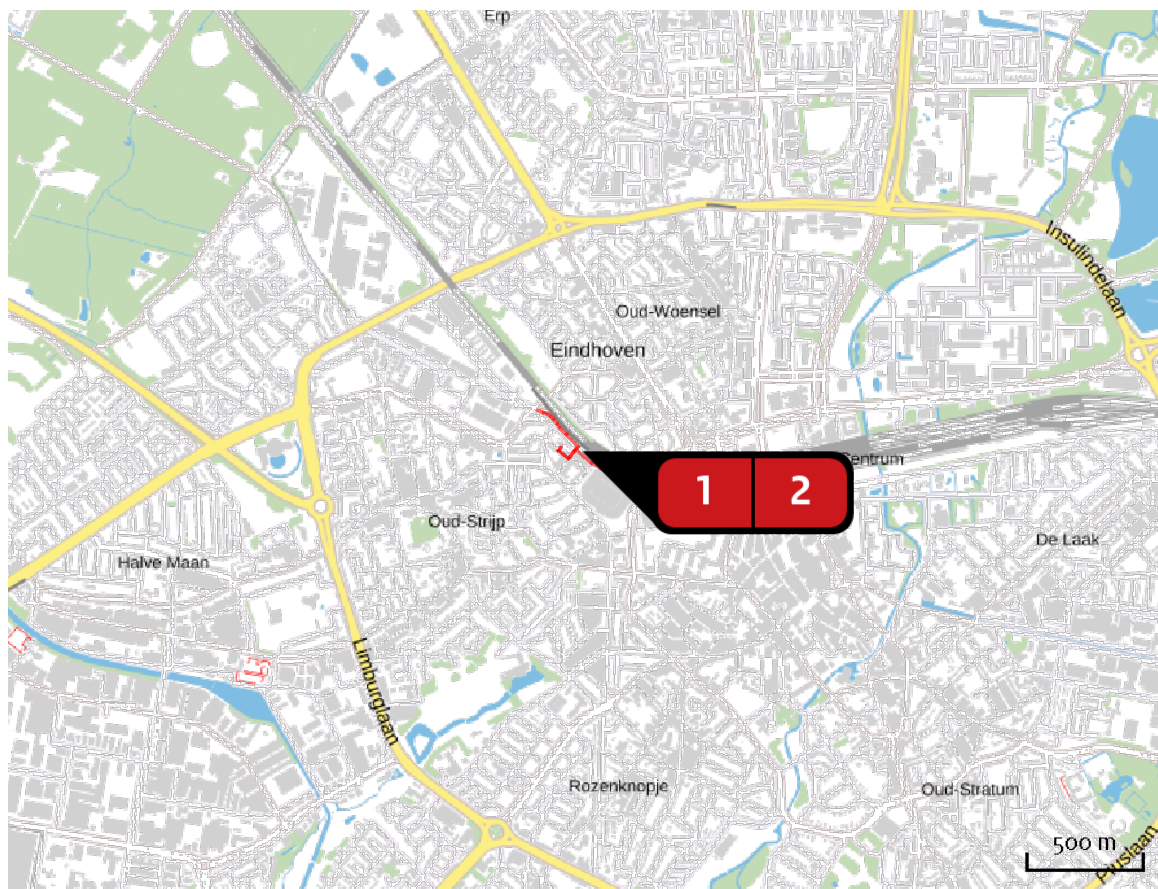 Erp
Insulindelaan
Oud-Woensel
Eindhoven
Centrum
1 2
Oud-Strijp
De Laak
Halve Maan
Limburglaan
Rozenknopje
Oud-Stratum
500 m